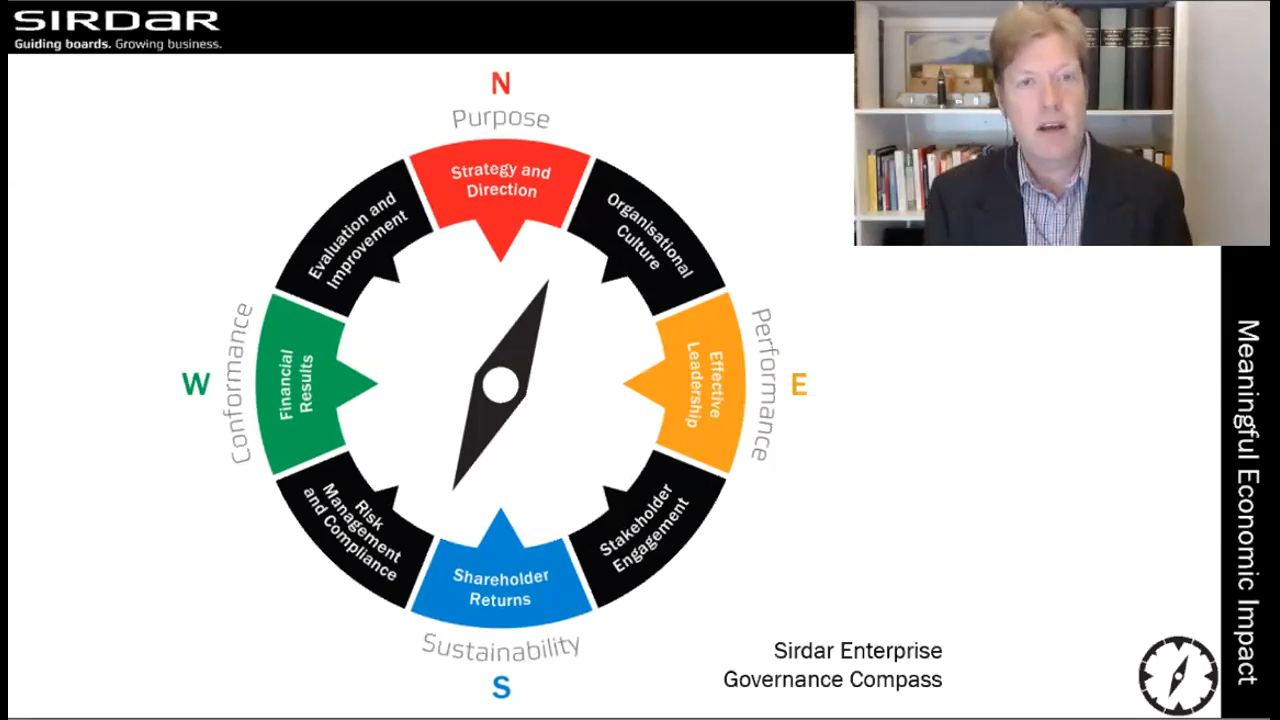 SIRDAR
Guiding boards. Growing business.
N
Purpose
Strategy and
Direction
Organisational
Culture
Performance
E
Effective
Leadership
Stakeholder
Engagement
Shareholder
Returns
Sustainability
S
Risk
Management
and Compliance
Conformance
W
Financial
Results
Evaluation and
Improvement
Sirdar Enterprise
Governance Compass
Meaningful Economic Impact